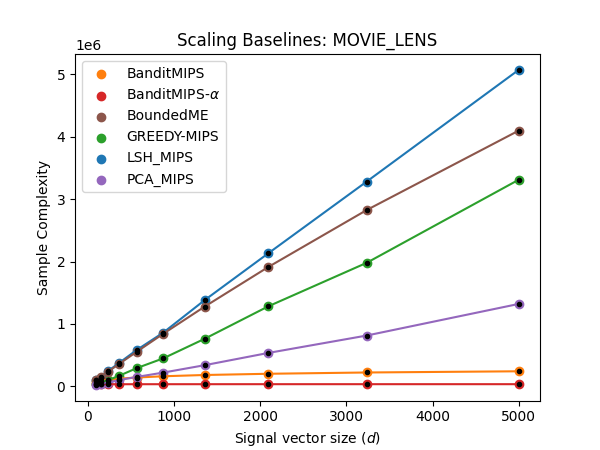 Scaling Baselines: MOVIE_LENS
1e6
5
4
3
2
1
0
Sample Complexity
BanditMIPS
BanditMIPS-α
BoundedME
GREEDY-MIPS
LSH_MIPS
PCA_MIPS
0 1000 2000 3000 4000 5000
Signal vector size (d)